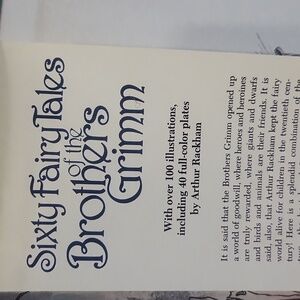 Sixty Fairy Tales
of the
Brothers
Grimm
With over 100 illustrations,
including 40 full-color plates
by Arthur Rackham
It is said that the Brothers Grimm opened up
a world of goodwill, where heroes and heroines
are truly rewarded, where giants and dwarfs
and birds and animals are their friends. It is
said, also, that Arthur Rackham kept the fairy
world alive for children in the twentieth cen-
tury! Here is a splendid combination